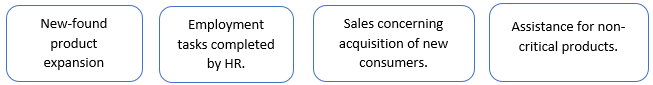 New-found
product
expansion
Employment
tasks completed
by HR.
Sales concerning
acquisition of new
consumers.
Assistance for non-
critical products.